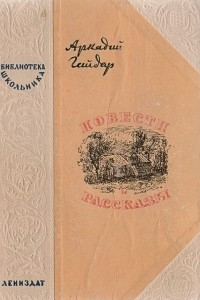 БИБЛИОТЕКА
ШКОЛЬНИКА
ЛЕНИЗДАТ
Аркадий
Гайдар
ПОВЕСТИ
И
РАССКАЗЫ